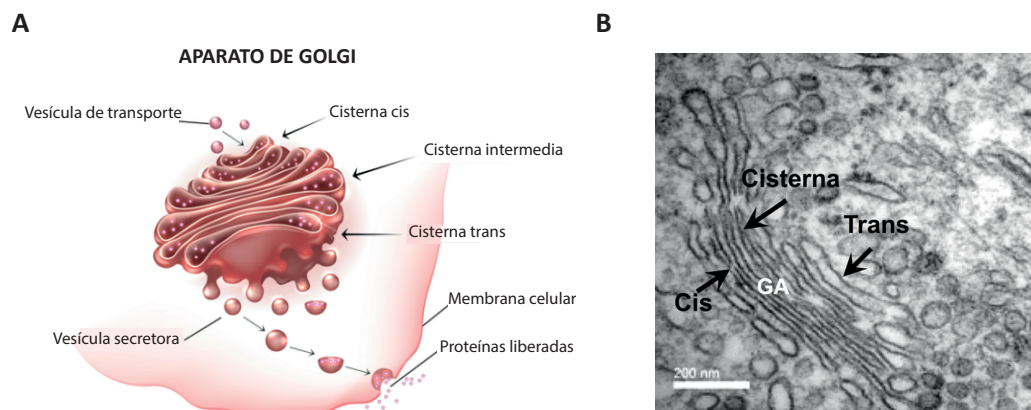 A
APARATO DE GOLGI
Vesícula de transporte
Cisterna cis
Cisterna intermedia
Cisterna trans
Membrana celular
Vesícula secretora
Proteínas liberadas
B
Cisterna
Trans
Cis
GA
200 nm